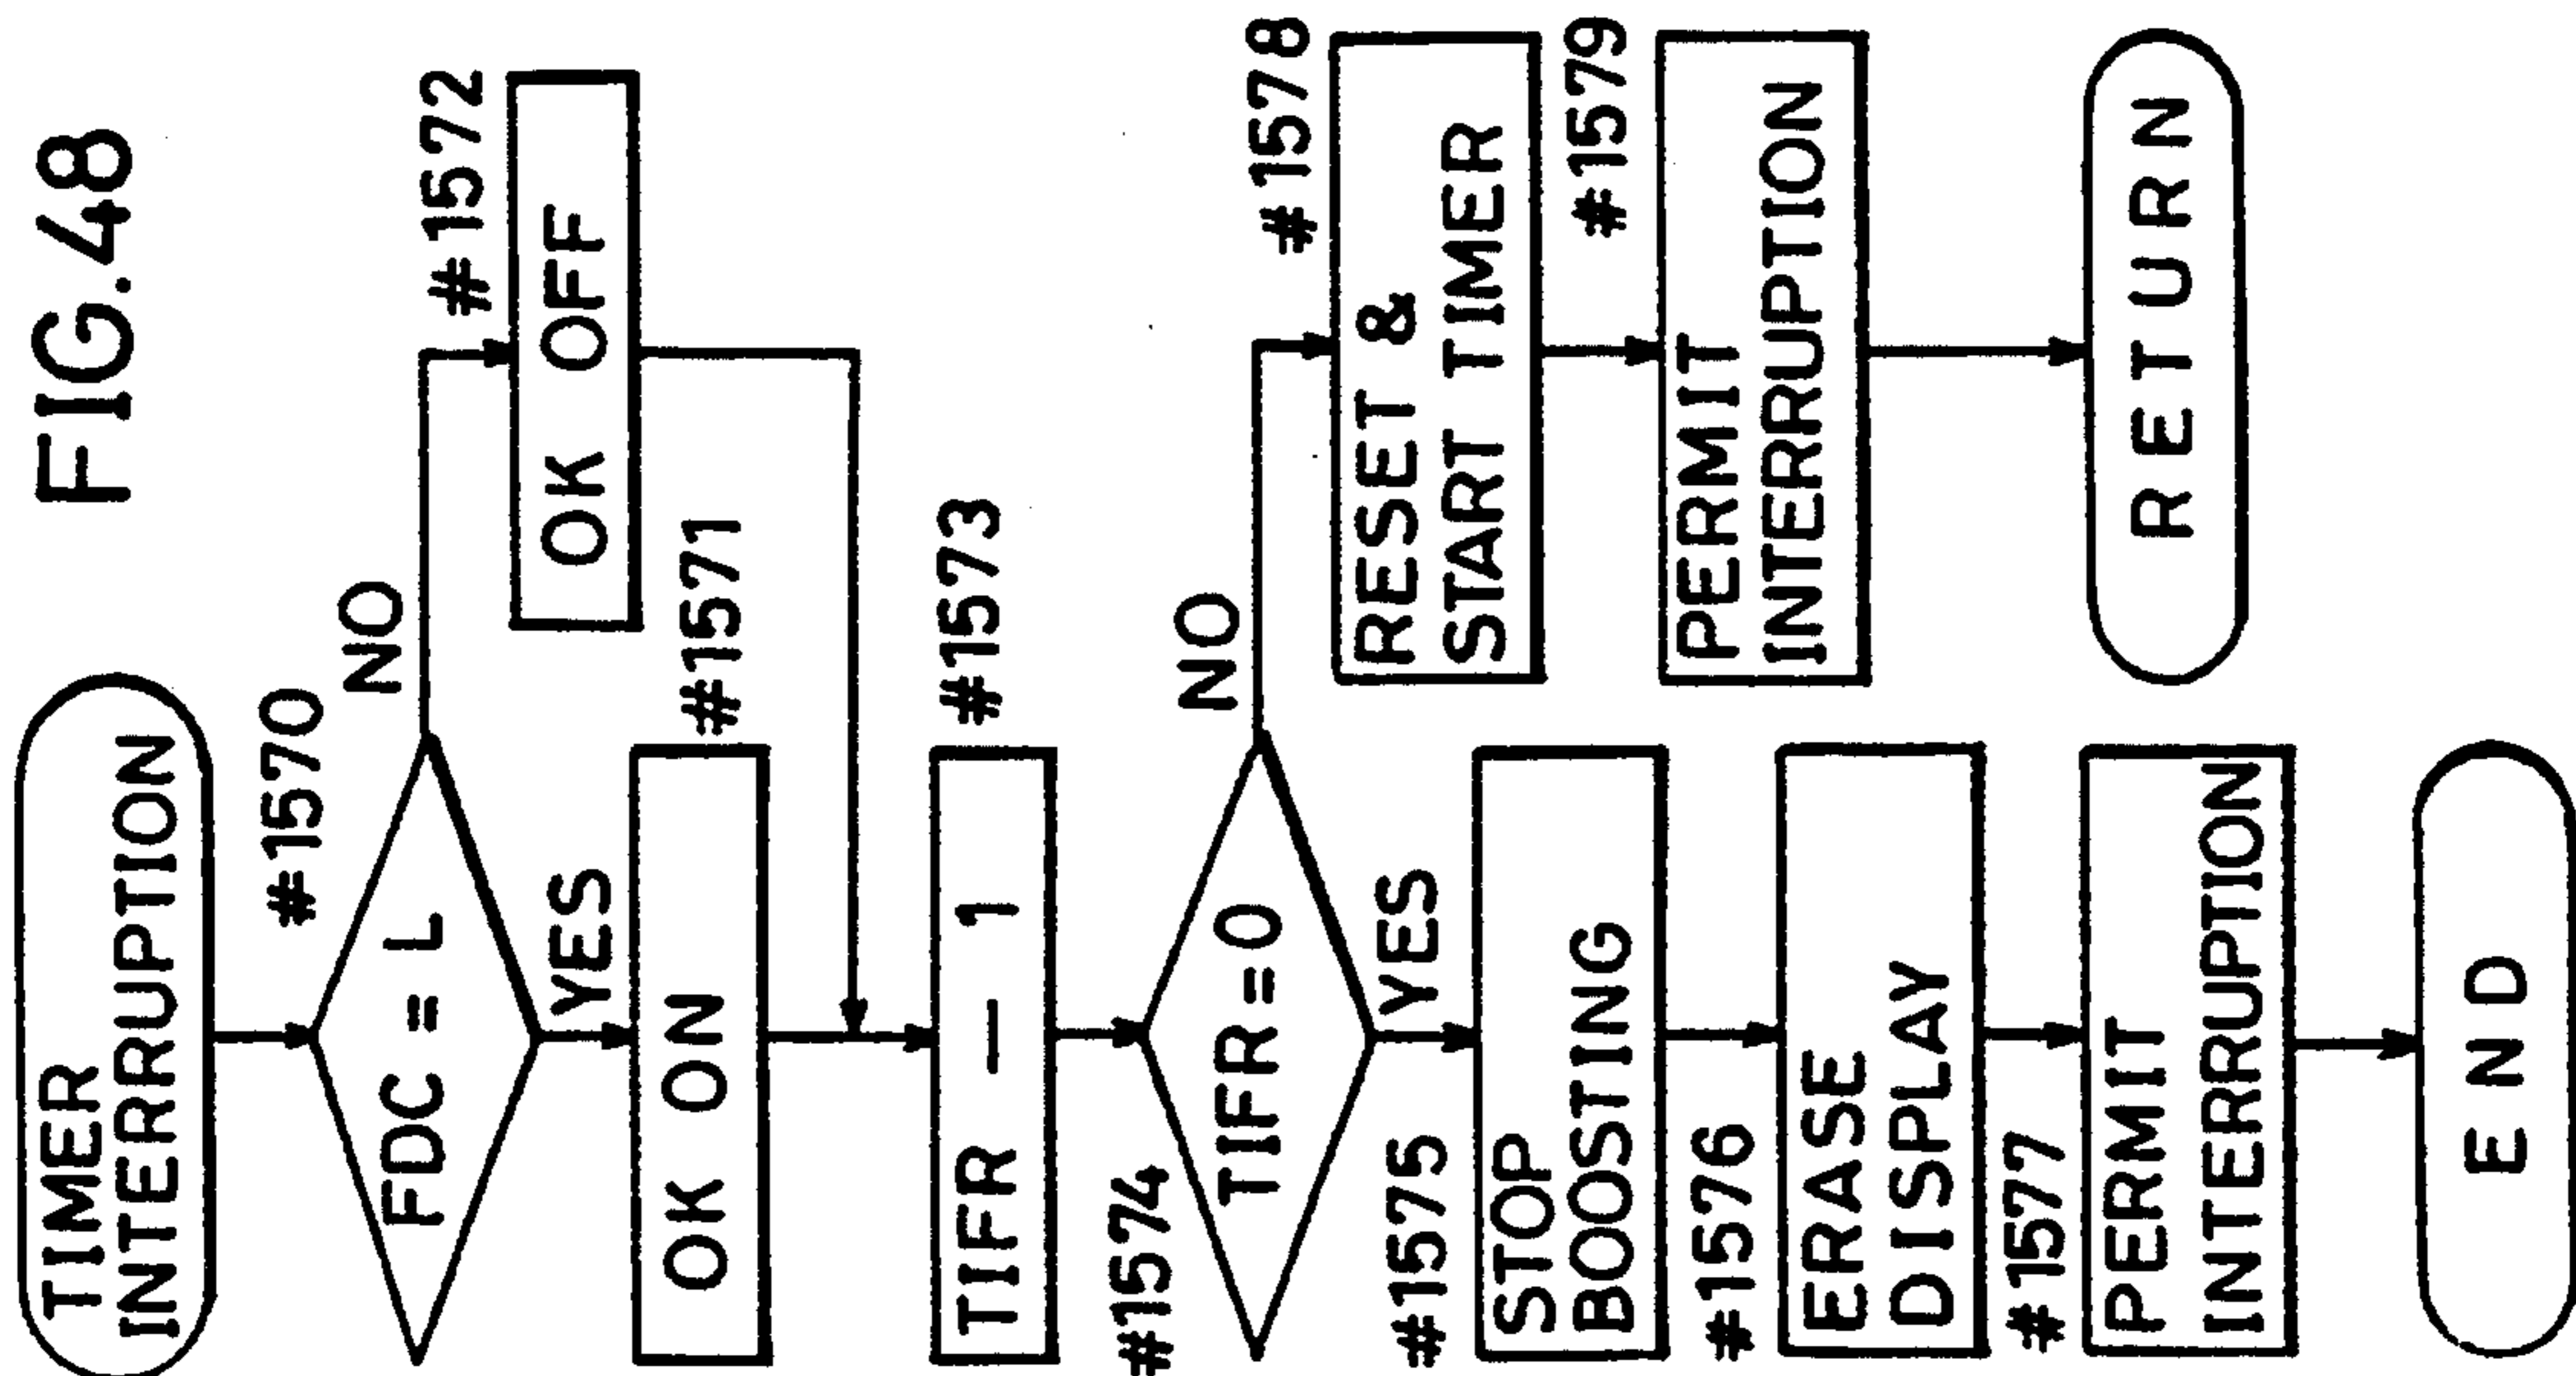 FIG.48
TIMER
INTERRUPTION
#1570
FDC = L
NO
YES
#1572
OK OFF
#1571
OK ON
#1573
TIFR - 1
#1574
TIFR=0
NO
YES
#1575
STOP
BOOSTING
#1576
ERASE
DISPLAY
#1577
PERMIT
INTERRUPTION
END
#1578
RESET &
START TIMER
#1579
PERMIT
INTERRUPTION
RETURN